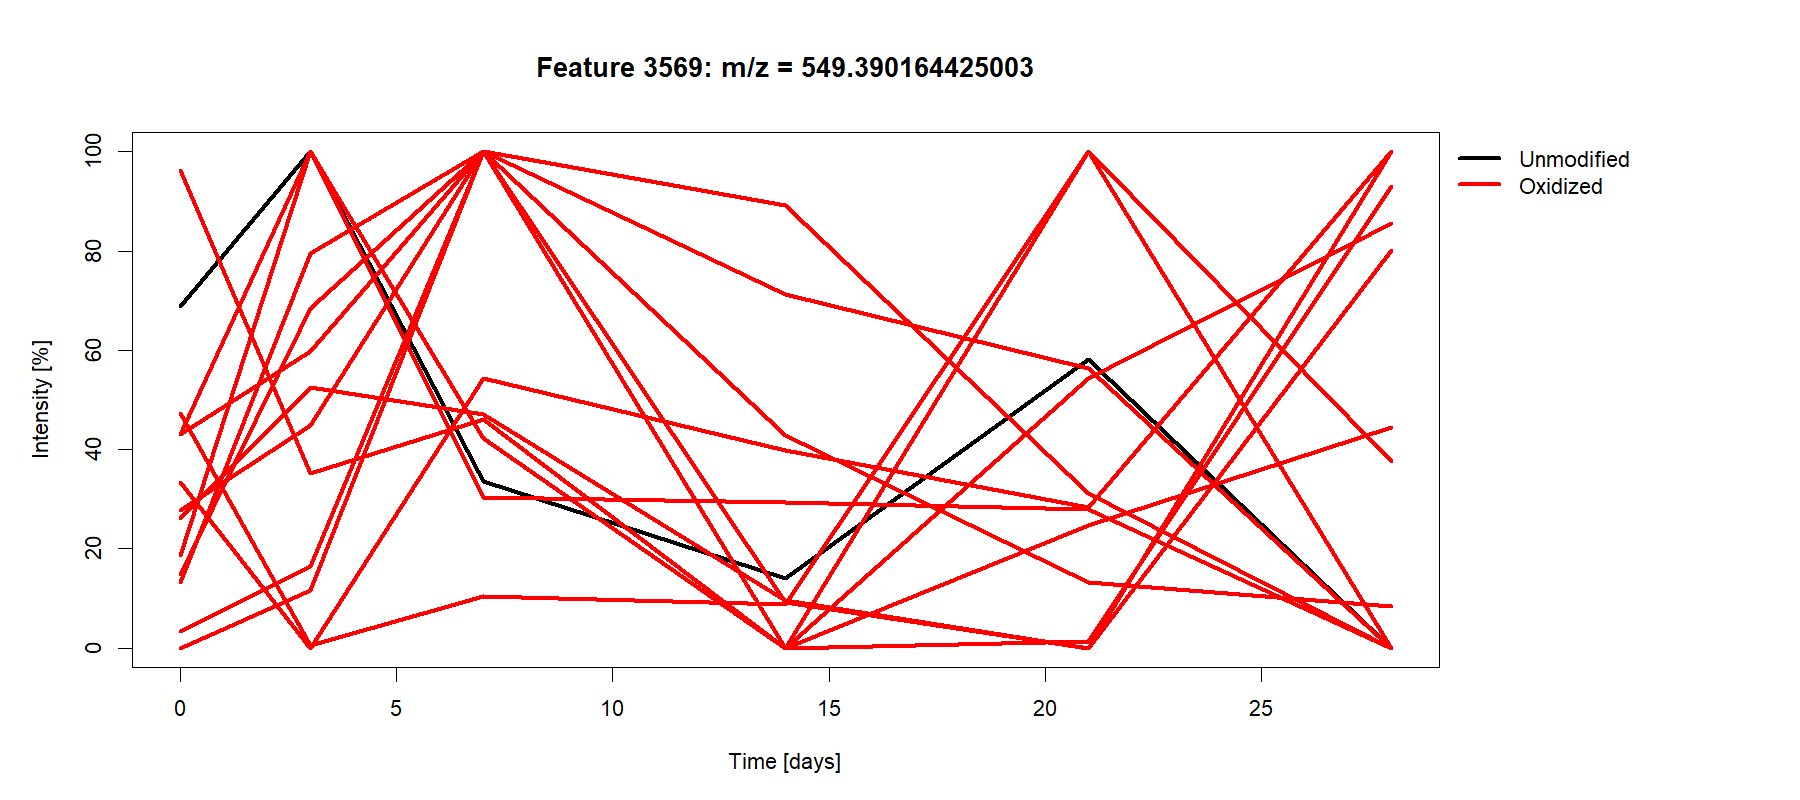 Feature 3569: m/z = 549.390164425003
Unmodified
Oxidized
Intensity [%]
100
80
60
40
20
0
0 5 10 15 20 25
Time [days]